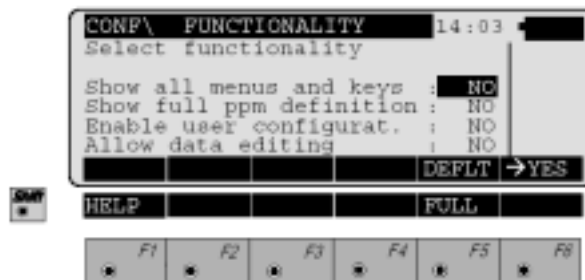 CONF\ FUNCTIONALITY 14:03
Select functionality
Show all menus and keys : NO
Show full ppm definition : NO
Enable user configurat. : NO
Allow data editing : NO
DEFLT →YES
SHIFT
HELP FULL
F1 F2 F3 F4 F5 F6